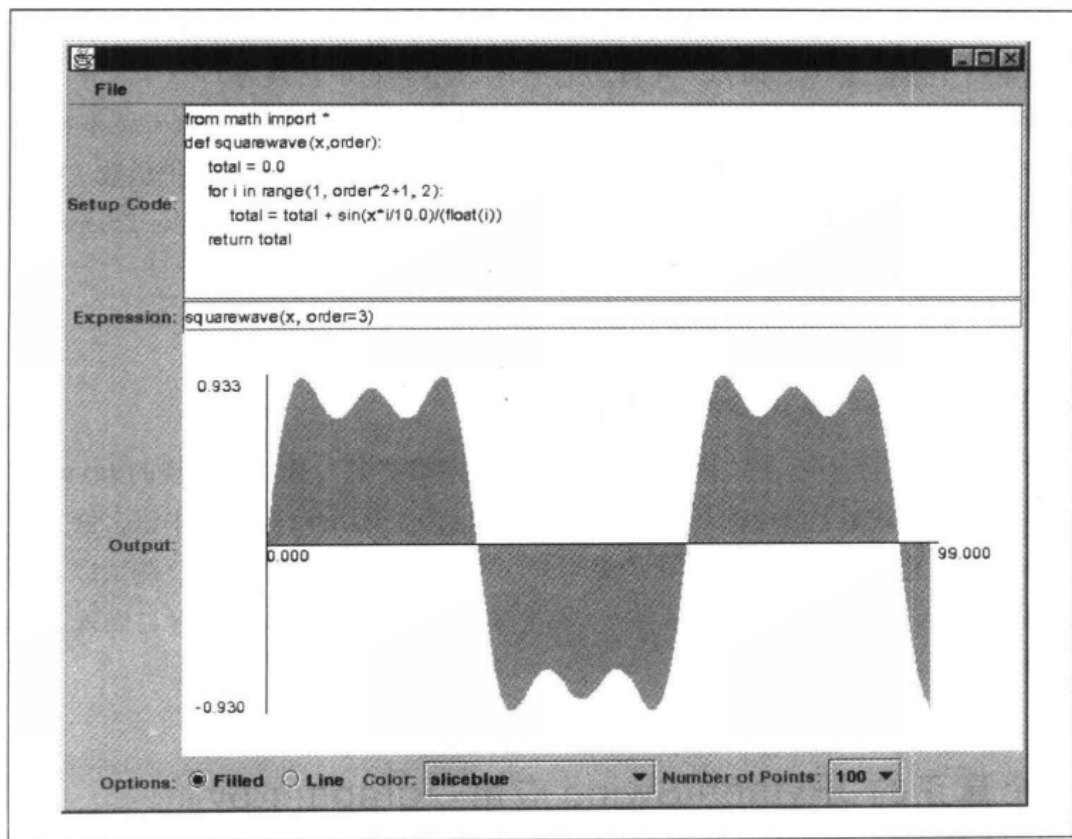 File
Setup Code:
from math import *
def squarewave(x,order):
total = 0.0
for i in range(1, order*2+1, 2):
total = total + sin(x*i/10.0)/(float(i))
return total
Expression:
squarewave(x, order=3)
Output:
0.933
0.000
99.000
-0.930
Options:
Filled
Line
Color:
aliceblue
Number of Points:
100